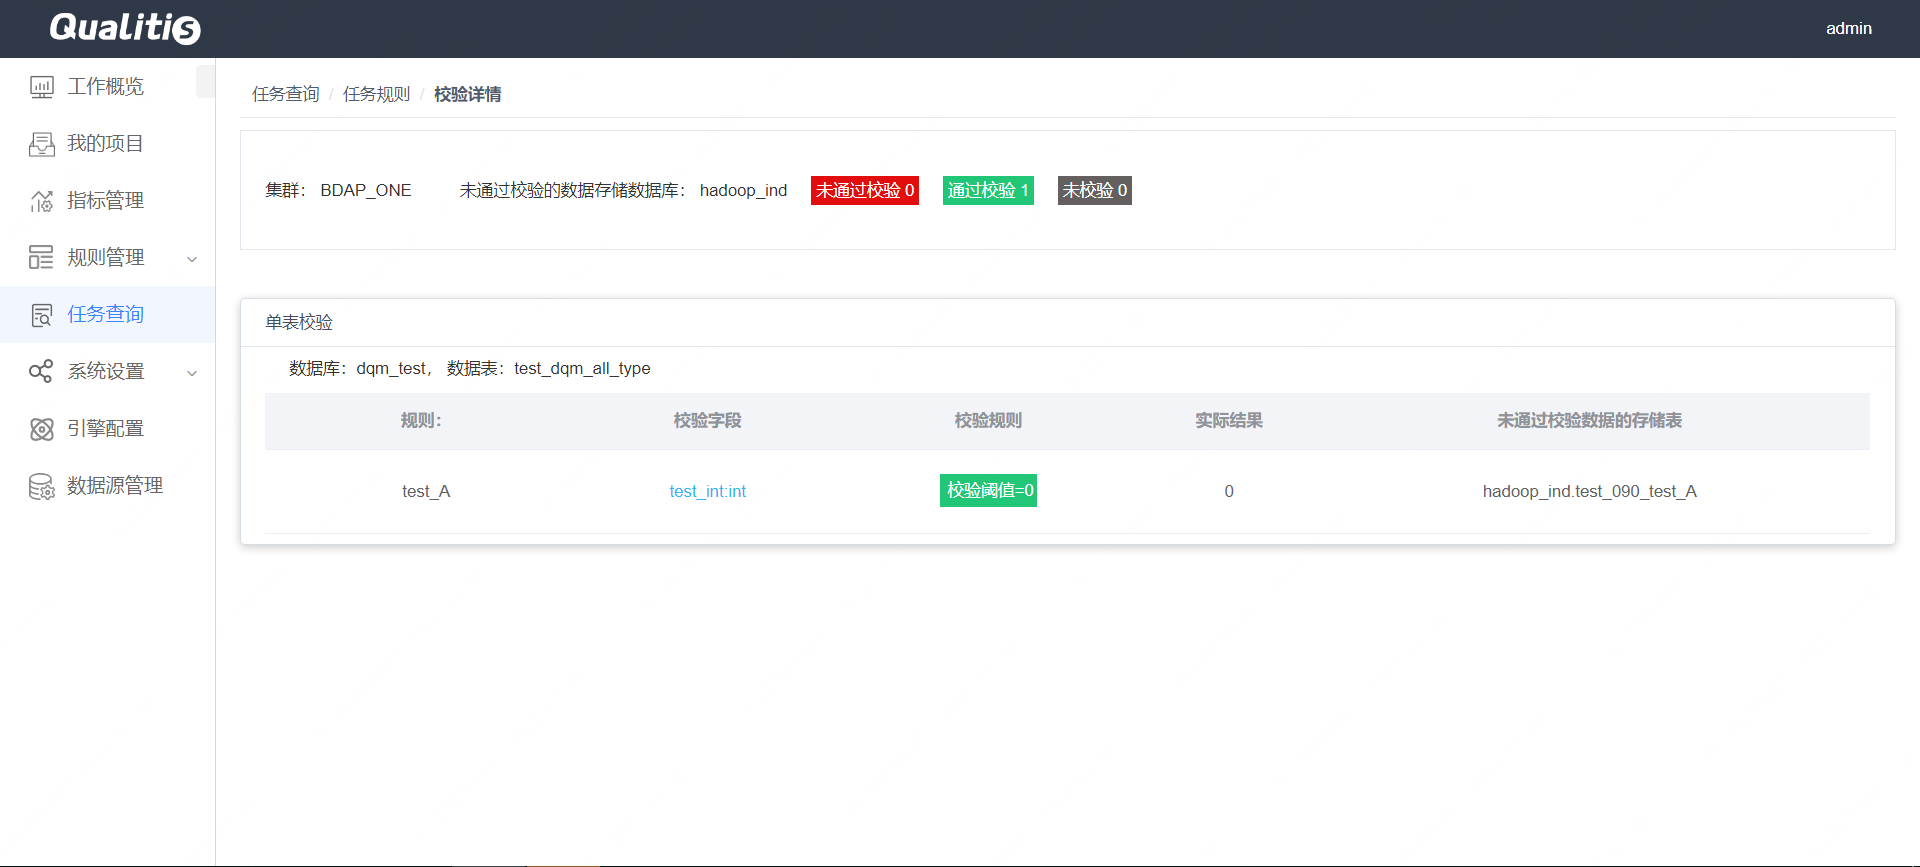 Qualitis
admin
工作概览
我的项目
指标管理
规则管理
任务查询
系统设置
引擎配置
数据源管理
任务查询 / 任务规则 / 校验详情
集群： BDAP_ONE 未通过校验的数据存储数据库： hadoop_ind 未通过校验 0 通过校验 1 未校验 0
单表校验
数据库：dqm_test， 数据表：test_dqm_all_type
规则： 校验字段 校验规则 实际结果 未通过校验数据的存储表
test_A test_int:int 校验阈值=0 0 hadoop_ind.test_090_test_A